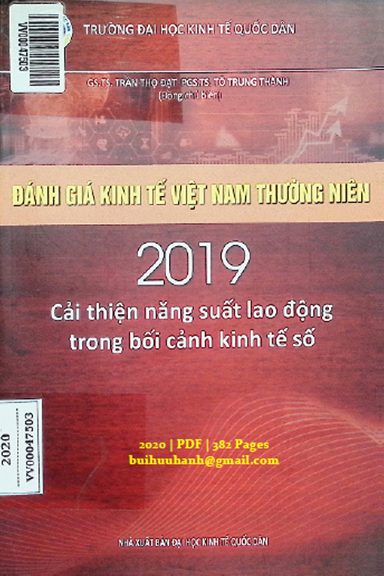 TRƯỜNG ĐẠI HỌC KINH TẾ QUỐC DÂN
VV00047503
GS.TS. TRẦN THỌ ĐẠT PGS.TS. TÔ TRUNG THÀNH
(Đồng chủ biên)
ĐÁNH GIÁ KINH TẾ VIỆT NAM THƯỜNG NIÊN
2019
Cải thiện năng suất lao động
trong bối cảnh kinh tế số
2020
VV00047503
2020 | PDF | 382 Pages
buihuuhanh@gmail.com
NHÀ XUẤT BẢN ĐẠI HỌC KINH TẾ QUỐC DÂN